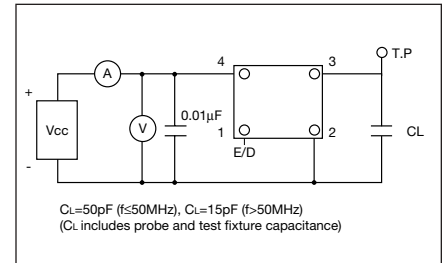 T.P
A
4
3
+
Vcc
V
0.01μF
1
2
CL
E/D
-
CL=50pF (f≤50MHz), CL=15pF (f>50MHz)
(CL includes probe and test fixture capacitance)